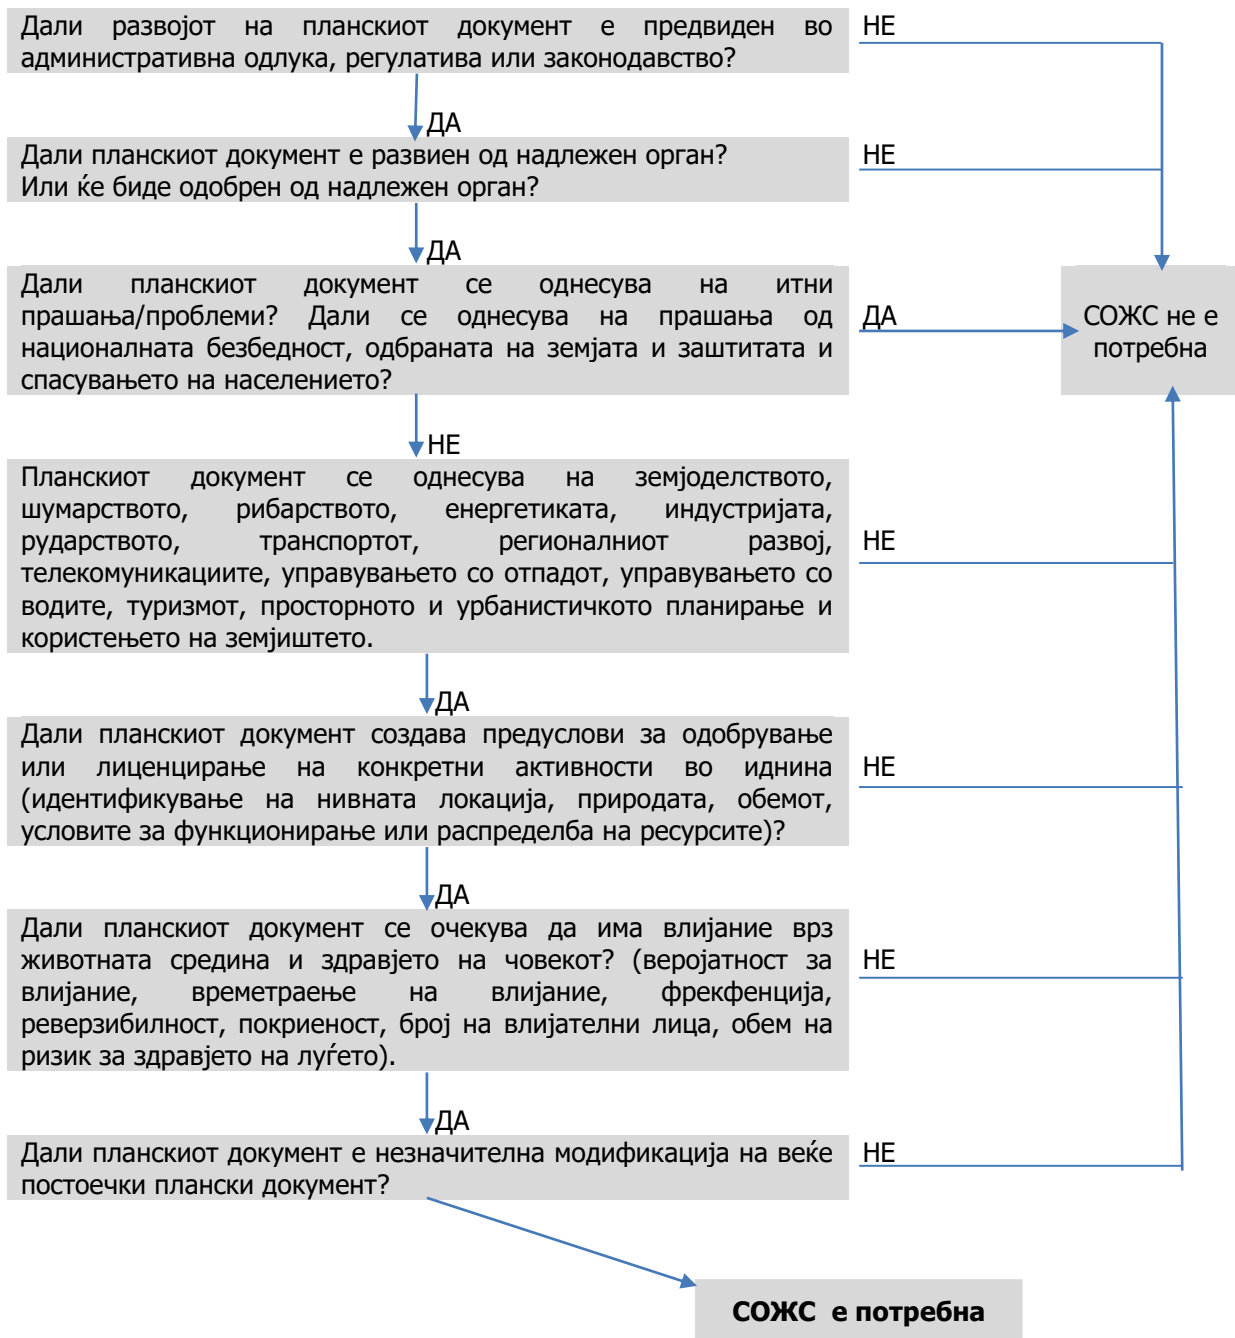 Дали развојот на планскиот документ е предвиден во
административна одлука, регулатива или законодавство?
НЕ
ДА
Дали планскиот документ е развиен од надлежен орган?
Или ќе биде одобрен од надлежен орган?
НЕ
ДА
Дали планскиот документ се однесува на итни
прашања/проблеми? Дали се однесува на прашања од
националната безбедност, одбраната на земјата и заштитата и
спасувањето на населението?
ДА
СОЖС не е
потребна
НЕ
Планскиот документ се однесува на земјоделството,
шумарството, рибарството, енергетиката, индустријата,
рударството, транспортот, регионалниот развој,
телекомуникациите, управувањето со отпадот, управувањето со
водите, туризмот, просторното и урбанистичкото планирање и
користењето на земјиштето.
НЕ
ДА
Дали планскиот документ создава предуслови за одобрување
или лиценцирање на конкретни активности во иднина
(идентификување на нивната локација, природата, обемот,
условите за функционирање или распределба на ресурсите)?
НЕ
ДА
Дали планскиот документ се очекува да има влијание врз
животната средина и здравјето на човекот? (веројатност за
влијание, времетраење на влијание, фрекфенција,
реверзибилност, покриеност, број на влијателни лица, обем на
ризик за здравјето на луѓето).
НЕ
ДА
Дали планскиот документ е незначителна модификација на веќе
постоечки плански документ?
НЕ
СОЖС е потребна